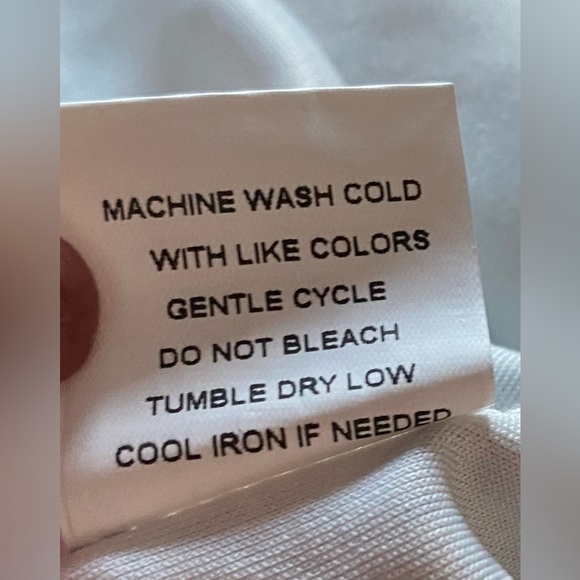 MACHINE WASH COLD
WITH LIKE COLORS
GENTLE CYCLE
DO NOT BLEACH
TUMBLE DRY LOW
COOL IRON IF NEEDED